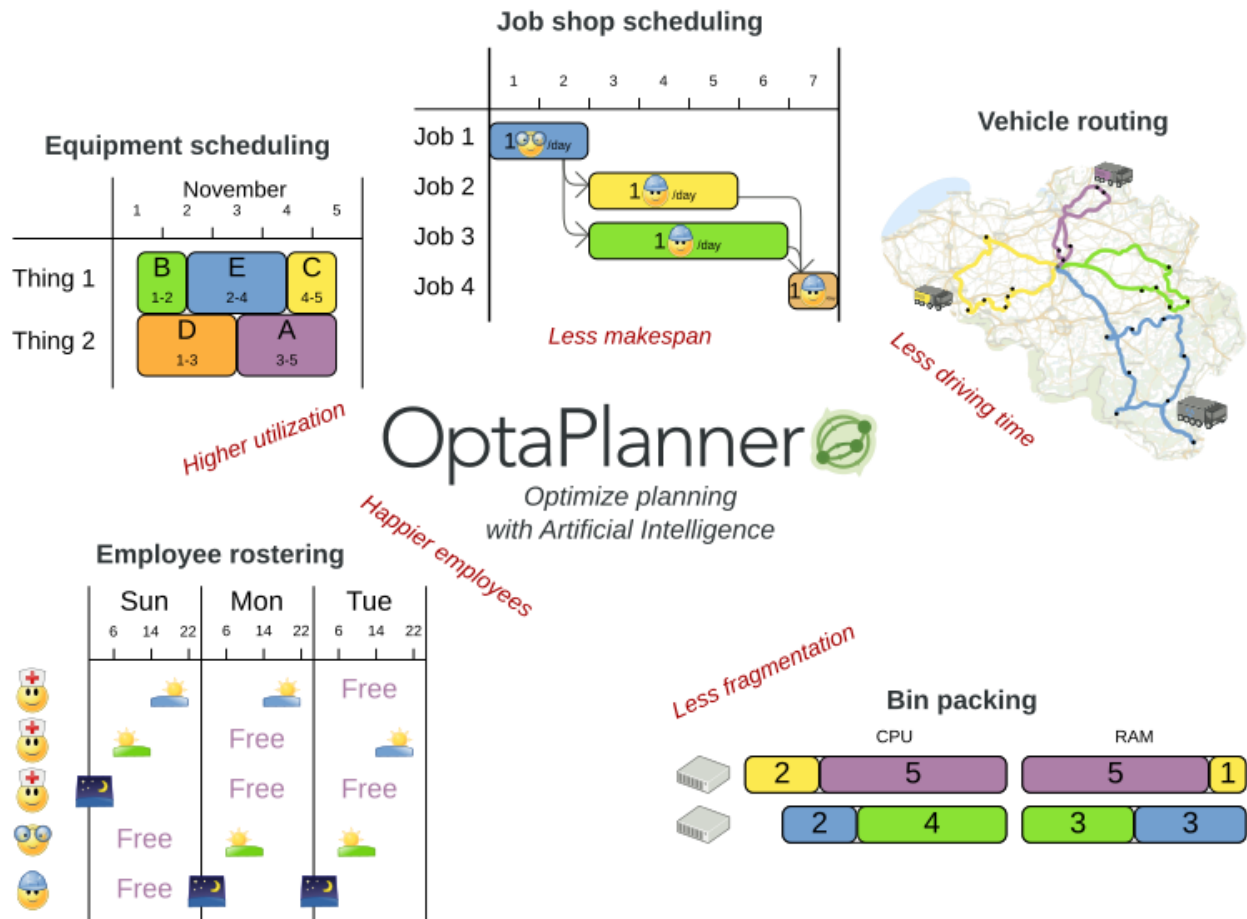 Job shop scheduling
1 2 3 4 5 6 7
Job 1
1 /day
Job 2
1 /day
Job 3
1 /day
Job 4
1
Less makespan
Equipment scheduling
November
1 2 3 4 5
Thing 1
B E C
1-2 2-4 4-5
Thing 2
D A
1-3 3-5
Higher utilization
Vehicle routing
Less driving time
OptaPlanner
Optimize planning
with Artificial Intelligence
Happier employees
Employee rostering
Sun Mon Tue
6 14 22 6 14 22 6 14 22
Free
Free
Free Free
Free
Free
Less fragmentation
Bin packing
CPU RAM
2 5 5 1
2 4 3 3